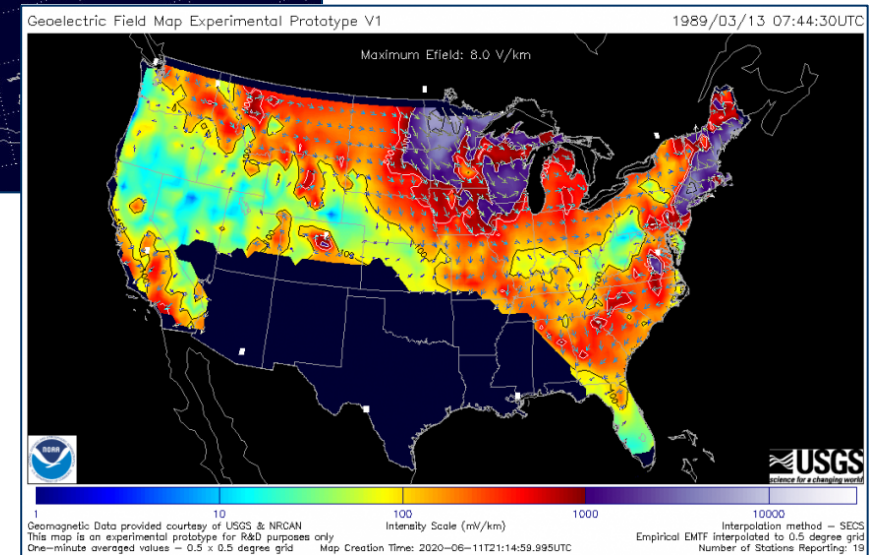 Geoelectric Field Map Experimental Prototype V1
1989/03/13 07:44:30UTC
Maximum Efield: 8.0 V/km
100
100
100
NOAA
USGS
science for a changing world
1 10 100 1000 10000
Geomagnetic Data provided courtesy of USGS & NRCAN
Intensity Scale (mV/km)
Interpolation method - SECS
This map is an experimental prototype for R&D purposes only
Empirical EMTF interpolated to 0.5 degree grid
One-minute averaged values - 0.5 x 0.5 degree grid
Map Creation Time: 2020-06-11T21:14:59.995UTC
Number of Stations Reporting: 19